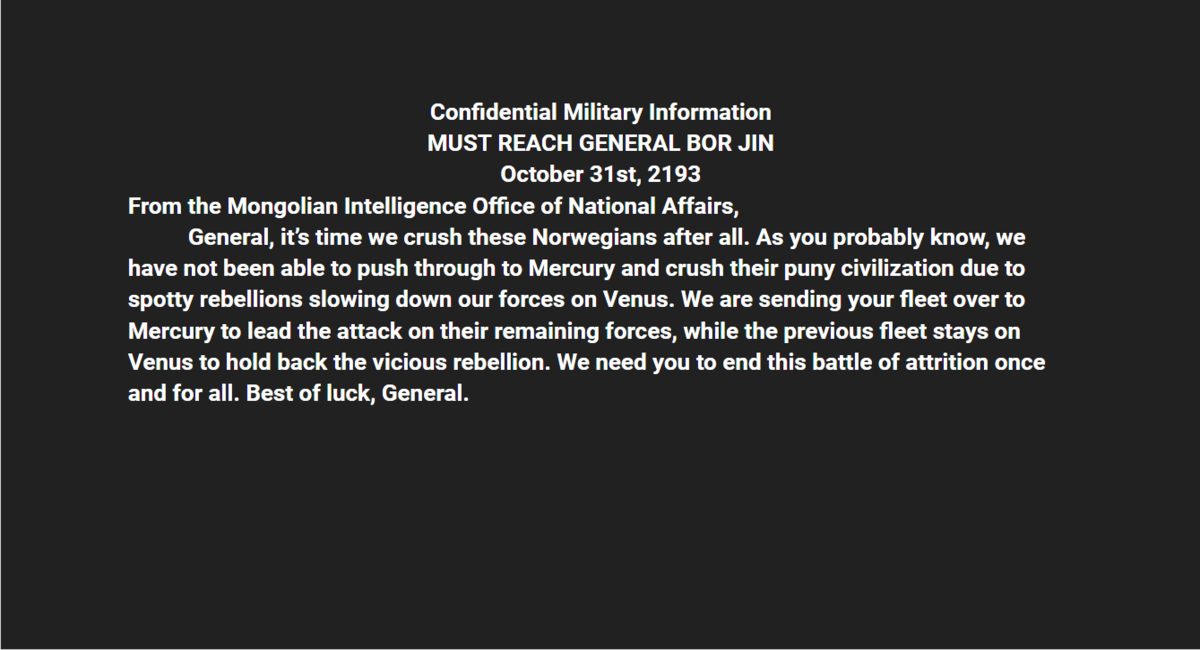 Confidential Military Information
MUST REACH GENERAL BOR JIN
October 31st, 2193
From the Mongolian Intelligence Office of National Affairs,
General, it’s time we crush these Norwegians after all. As you probably know, we
have not been able to push through to Mercury and crush their puny civilization due to
spotty rebellions slowing down our forces on Venus. We are sending your fleet over to
Mercury to lead the attack on their remaining forces, while the previous fleet stays on
Venus to hold back the vicious rebellion. We need you to end this battle of attrition once
and for all. Best of luck, General.